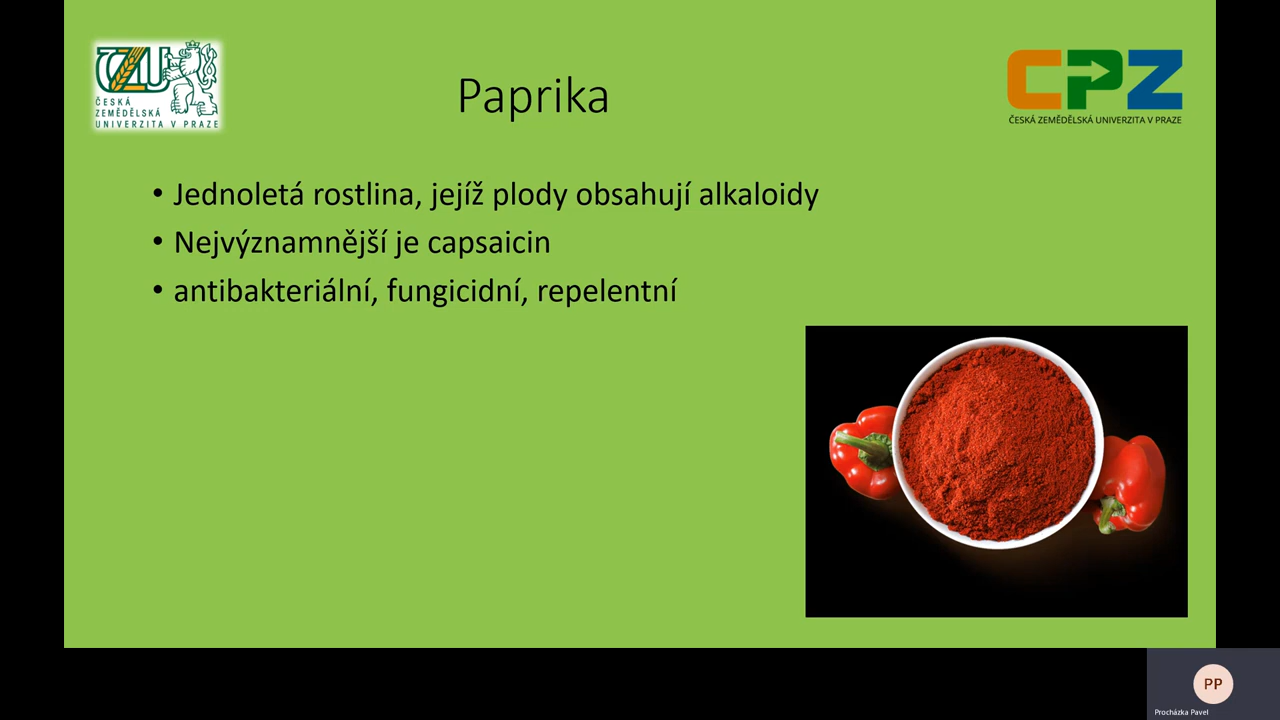 ČZU
ČESKÁ
ZEMĚDĚLSKÁ
UNIVERZITA V PRAZE
Paprika
CPZ
ČESKÁ ZEMĚDĚLSKÁ UNIVERZITA V PRAZE
• Jednoletá rostlina, jejíž plody obsahují alkaloidy
• Nejvýznamnější je capsaicin
• antibakteriální, fungicidní, repelentní
PP
Procházka Pavel